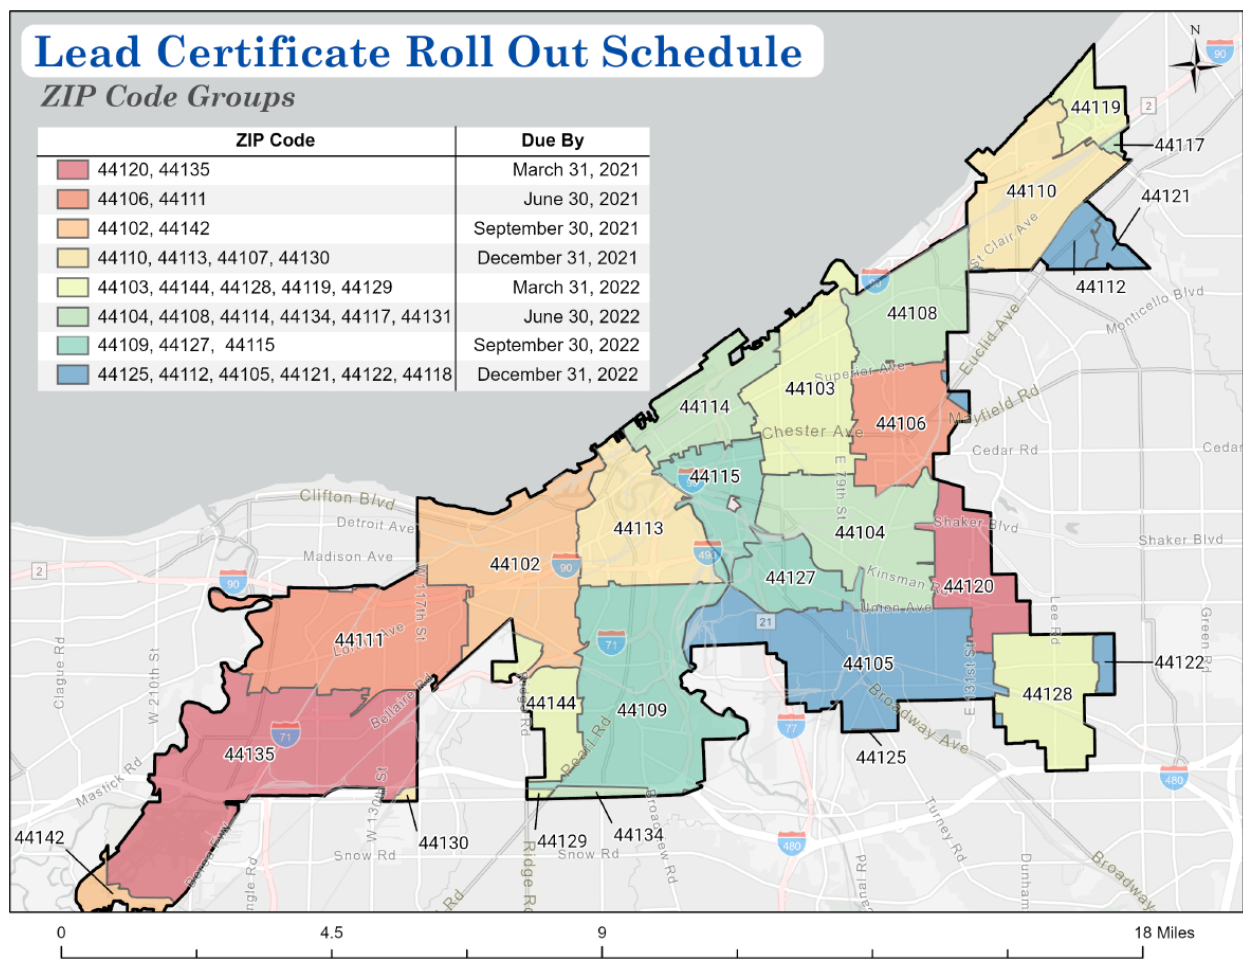 Lead Certificate Roll Out Schedule
ZIP Code Groups
ZIP Code Due By
44120, 44135 March 31, 2021
44106, 44111 June 30, 2021
44102, 44142 September 30, 2021
44110, 44113, 44107, 44130 December 31, 2021
44103, 44144, 44128, 44119, 44129 March 31, 2022
44104, 44108, 44114, 44134, 44117, 44131 June 30, 2022
44109, 44127, 44115 September 30, 2022
44125, 44112, 44105, 44121, 44122, 44118 December 31, 2022
N
90
2
44119
44117
44110
44121
St Clair Ave
44112
Monticello Blvd
44108
Euclid Ave
Superior Ave
44103
Mayfield Rd
44114
44106
Chester Ave
Cedar Rd
Cedar
44115
E 79th St
Clifton Blvd
Detroit Ave
44113
44104
Shaker Blvd
Shaker Blvd
Madison Ave
44102
90
490
2
90
W 117th St
44127
Kinsman R
44120
Union Ave
21
Lee Rd
Green Rd
44111
71
Clague Rd
W 210th St
44105
E 131st St
44122
44128
Bellaire Rd
Ridge Rd
44144
44109
Broadway Ave
71
44135
Pearl Rd
77
44125
480
Mastick Rd
W 130th St
44142
44130
44129
44134
Broadview Rd
480
Turney Rd
Snow Rd
Snow Rd
Ridge Rd
Dunham
Broadway
0 4.5 9 18 Miles